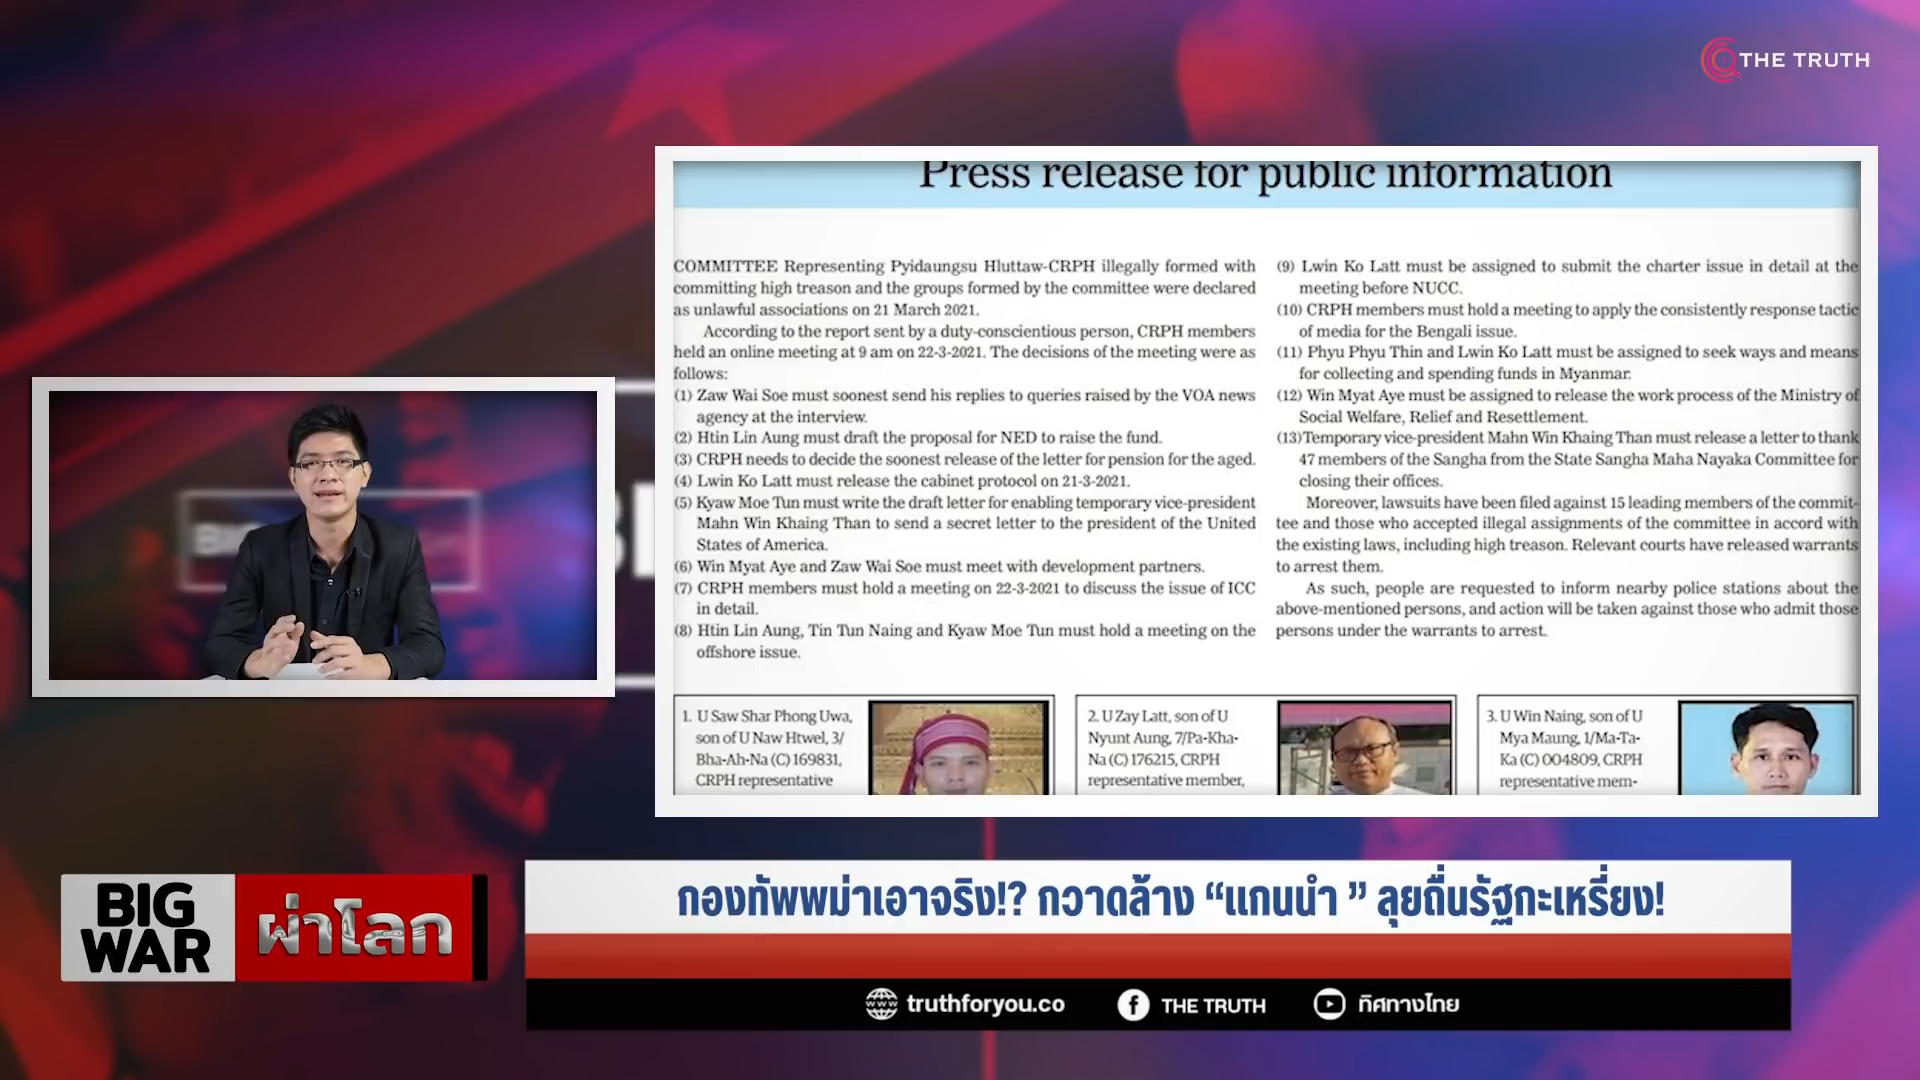 THE TRUTH
Press release for public information
COMMITTEE Representing Pyidaungsu Hluttaw-CRPH illegally formed with
committing high treason and the groups formed by the committee were declared
as unlawful associations on 21 March 2021.
According to the report sent by a duty-conscientious person, CRPH members
held an online meeting at 9 am on 22-3-2021. The decisions of the meeting were as
follows:
(1) Zaw Wai Soe must soonest send his replies to queries raised by the VOA news
agency at the interview.
(2) Htin Lin Aung must draft the proposal for NED to raise the fund.
(3) CRPH needs to decide the soonest release of the letter for pension for the aged.
(4) Lwin Ko Latt must release the cabinet protocol on 21-3-2021.
(5) Kyaw Moe Tun must write the draft letter for enabling temporary vice-president
Mahn Win Khaing Than to send a secret letter to the president of the United
States of America.
(6) Win Myat Aye and Zaw Wai Soe must meet with development partners.
(7) CRPH members must hold a meeting on 22-3-2021 to discuss the issue of ICC
in detail.
(8) Htin Lin Aung, Tin Tun Naing and Kyaw Moe Tun must hold a meeting on the
offshore issue.
(9) Lwin Ko Latt must be assigned to submit the charter issue in detail at the
meeting before NUCC.
(10) CRPH members must hold a meeting to apply the consistently response tactic
of media for the Bengali issue.
(11) Phyu Phyu Thin and Lwin Ko Latt must be assigned to seek ways and means
for collecting and spending funds in Myanmar.
(12) Win Myat Aye must be assigned to release the work process of the Ministry of
Social Welfare, Relief and Resettlement.
(13)Temporary vice-president Mahn Win Khaing Than must release a letter to thank
47 members of the Sangha from the State Sangha Maha Nayaka Committee for
closing their offices.
Moreover, lawsuits have been filed against 15 leading members of the commit-
tee and those who accepted illegal assignments of the committee in accord with
the existing laws, including high treason. Relevant courts have released warrants
to arrest them.
As such, people are requested to inform nearby police stations about the
above-mentioned persons, and action will be taken against those who admit those
persons under the warrants to arrest.
1. U Saw Shar Phong Uwa,
son of U Naw Htwel, 3/
Bha-Ah-Na (C) 169831,
CRPH representative
2. U Zay Latt, son of U
Nyunt Aung, 7/Pa-Kha-
Na (C) 176215, CRPH
representative member,
3. U Win Naing, son of U
Mya Maung, 1/Ma-Ta-
Ka (C) 004809, CRPH
representative mem-
BIG
WAR
ผ่าโลก
กองทัพพม่าเอาจริง!? กวาดล้าง “แกนนำ ” ลุยถิ่นรัฐกะเหรี่ยง!
truthforyou.co
THE TRUTH
ทิศทางไทย